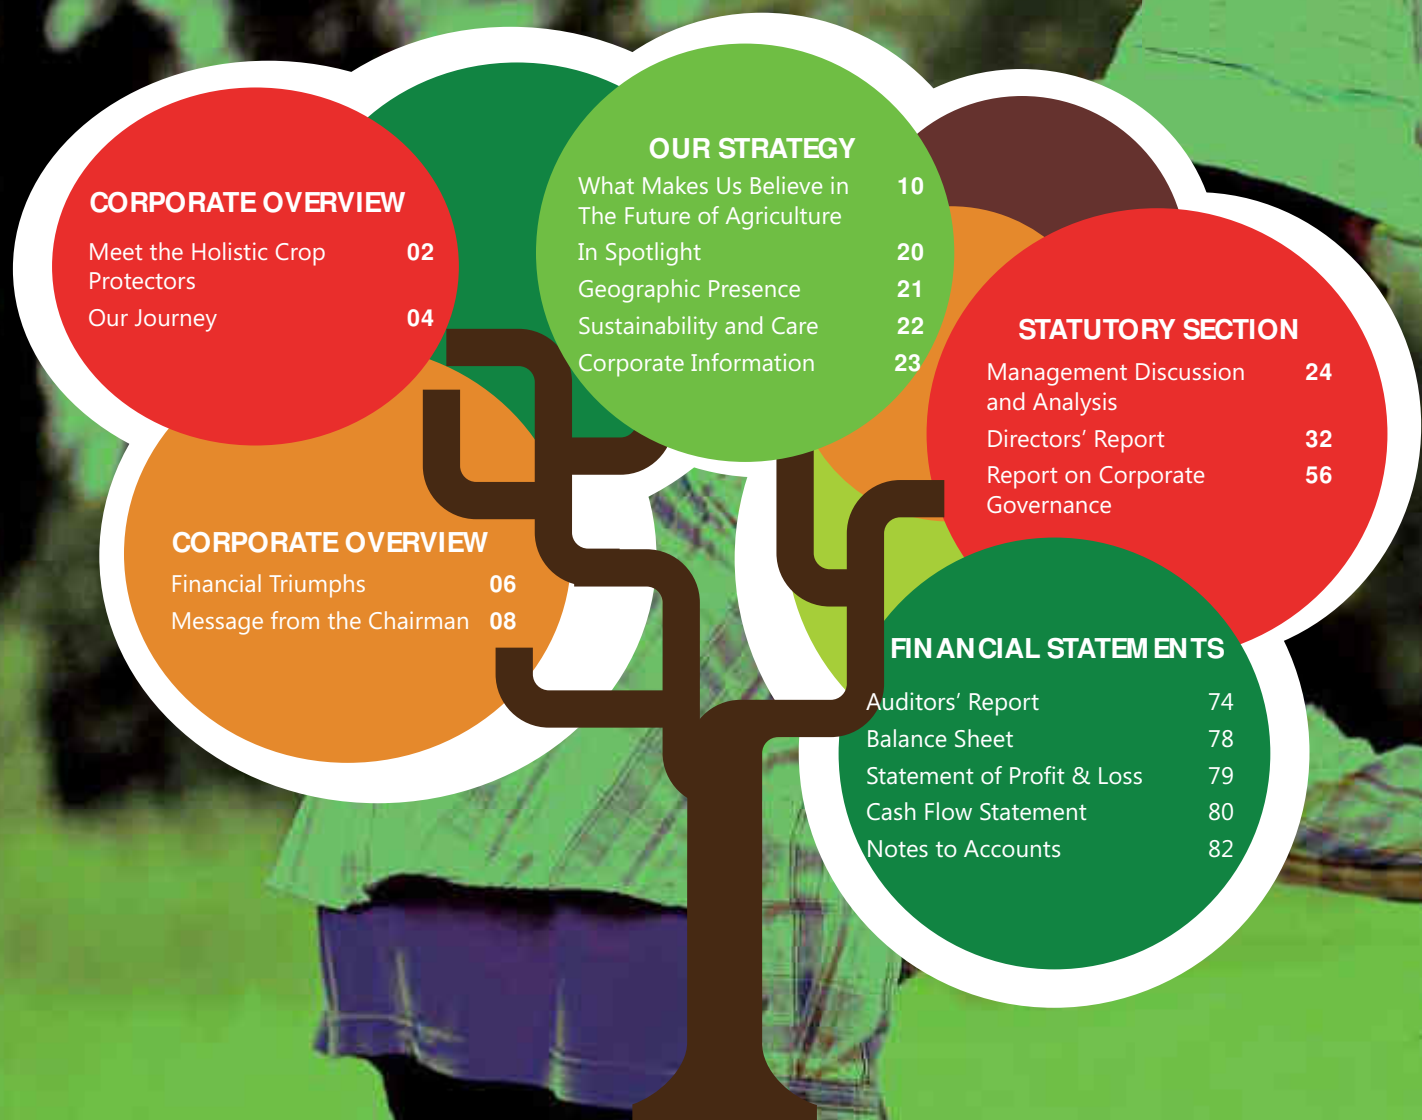 CORPORATE OVERVIEW
Meet the Holistic Crop 02
Protectors
Our Journey 04
CORPORATE OVERVIEW
Financial Triumphs 06
Message from the Chairman 08
OUR STRATEGY
What Makes Us Believe in 10
The Future of Agriculture
In Spotlight 20
Geographic Presence 21
Sustainability and Care 22
Corporate Information 23
STATUTORY SECTION
Management Discussion 24
and Analysis
Directors’ Report 32
Report on Corporate 56
Governance
FINANCIAL STATEMENTS
Auditors’ Report 74
Balance Sheet 78
Statement of Profit & Loss 79
Cash Flow Statement 80
Notes to Accounts 82